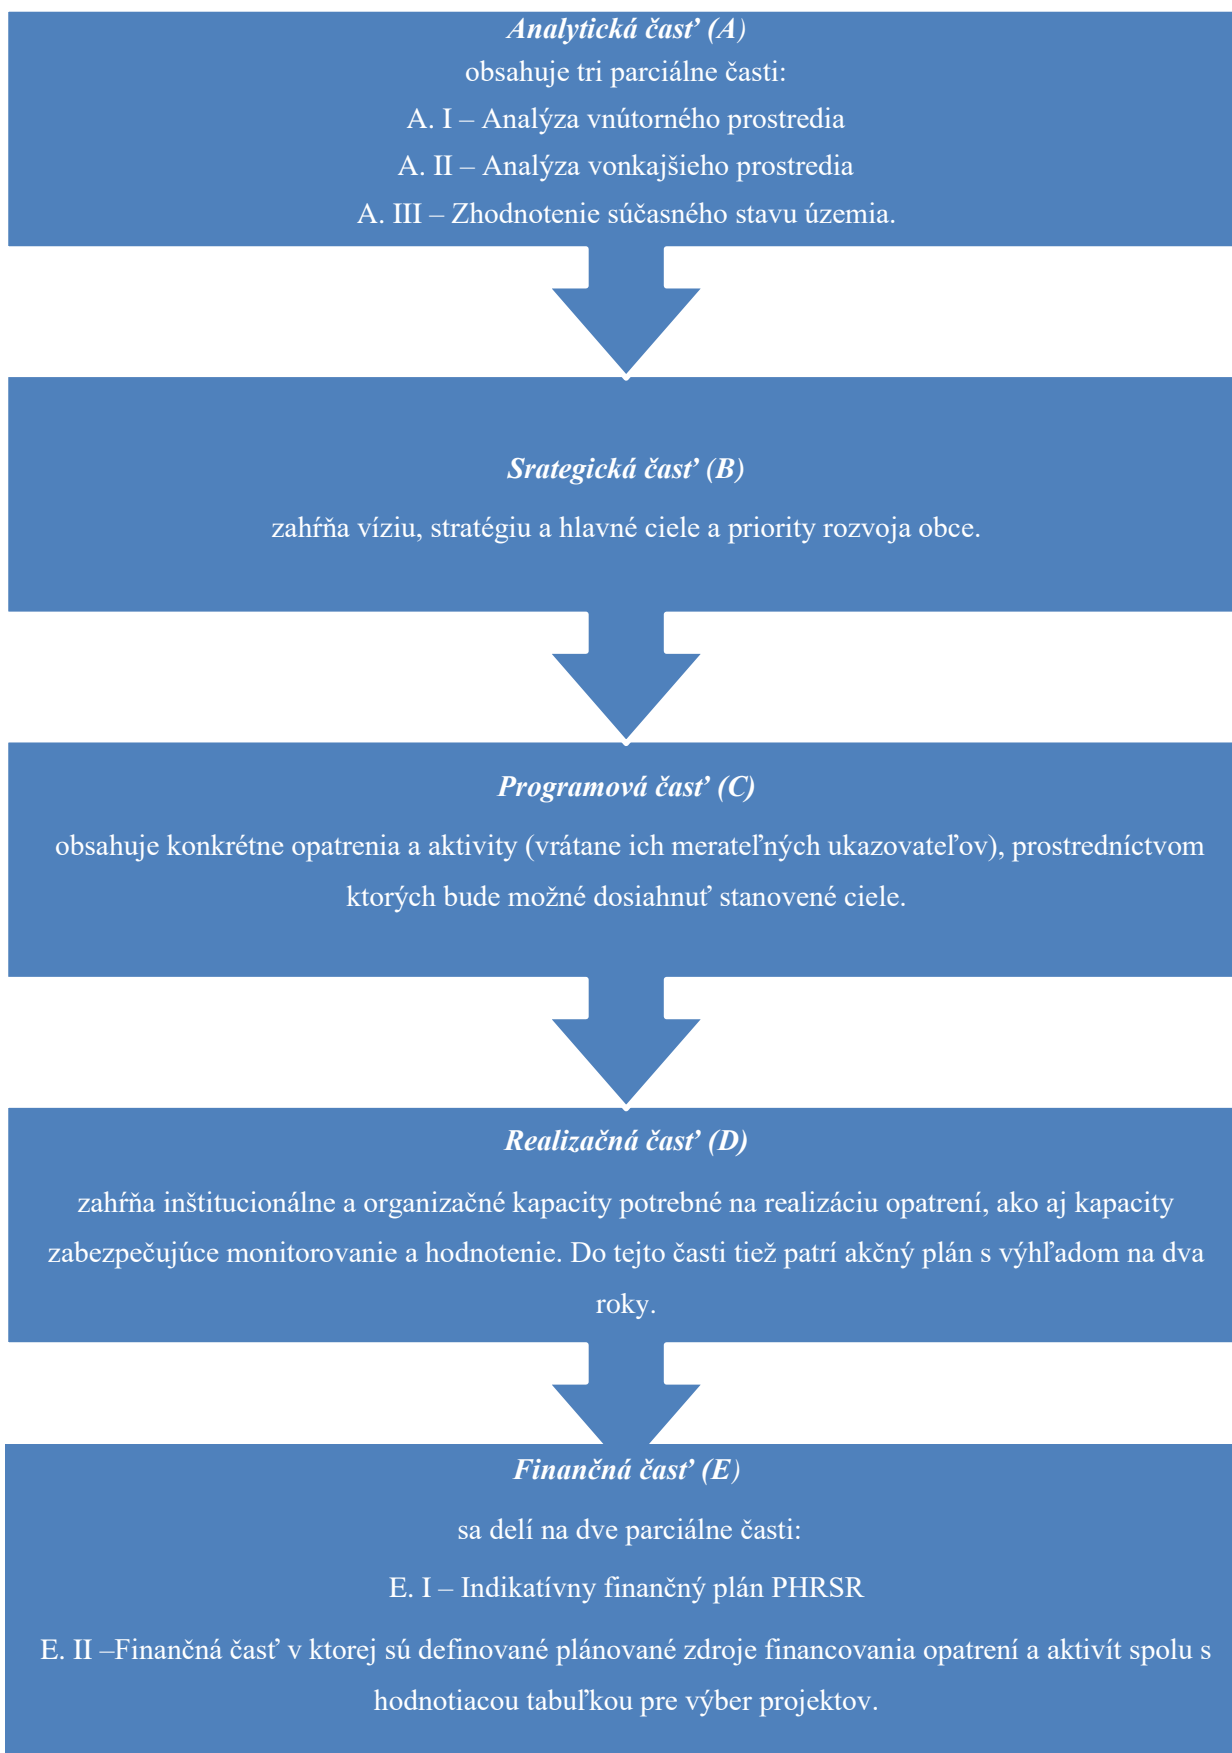 Analytická časť (A)
obsahuje tri parciálne časti:
A. I – Analýza vnútorného prostredia
A. II – Analýza vonkajšieho prostredia
A. III – Zhodnotenie súčasného stavu územia.
Srategická časť (B)
zahŕňa víziu, stratégiu a hlavné ciele a priority rozvoja obce.
Programová časť (C)
obsahuje konkrétne opatrenia a aktivity (vrátane ich merateľných ukazovateľov), prostredníctvom
ktorých bude možné dosiahnuť stanovené ciele.
Realizačná časť (D)
zahŕňa inštitucionálne a organizačné kapacity potrebné na realizáciu opatrení, ako aj kapacity
zabezpečujúce monitorovanie a hodnotenie. Do tejto časti tiež patrí akčný plán s výhľadom na dva
roky.
Finančná časť (E)
sa delí na dve parciálne časti:
E. I – Indikatívny finančný plán PHRSR
E. II –Finančná časť v ktorej sú definované plánované zdroje financovania opatrení a aktivít spolu s
hodnotiacou tabuľkou pre výber projektov.